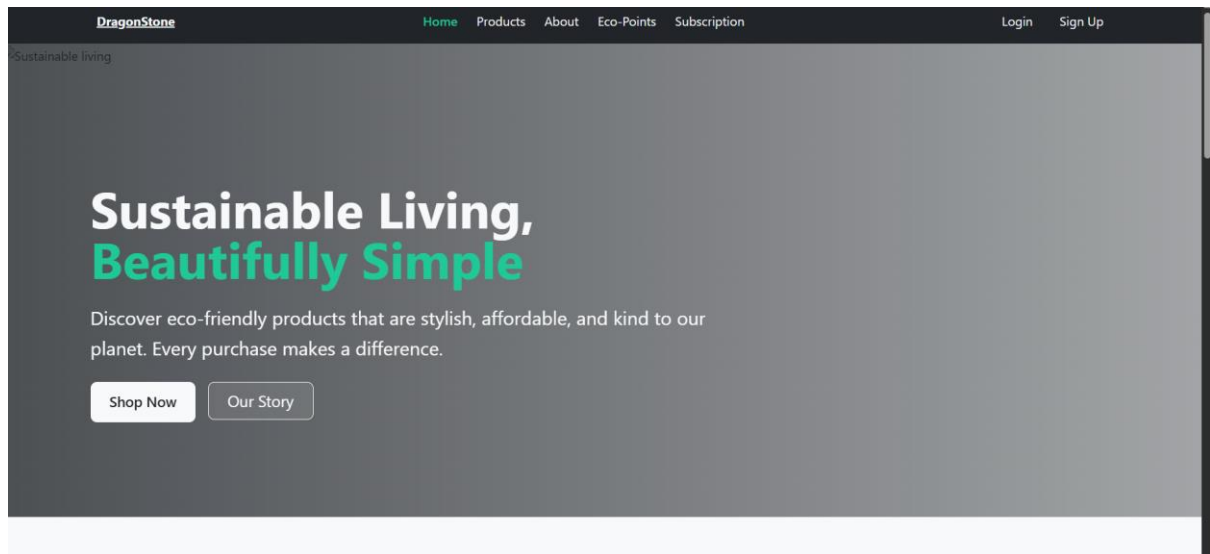 DragonStone Home Products About Eco-Points Subscription Login Sign Up
Sustainable living
Sustainable Living,
Beautifully Simple
Discover eco-friendly products that are stylish, affordable, and kind to our
planet. Every purchase makes a difference.
Shop Now Our Story